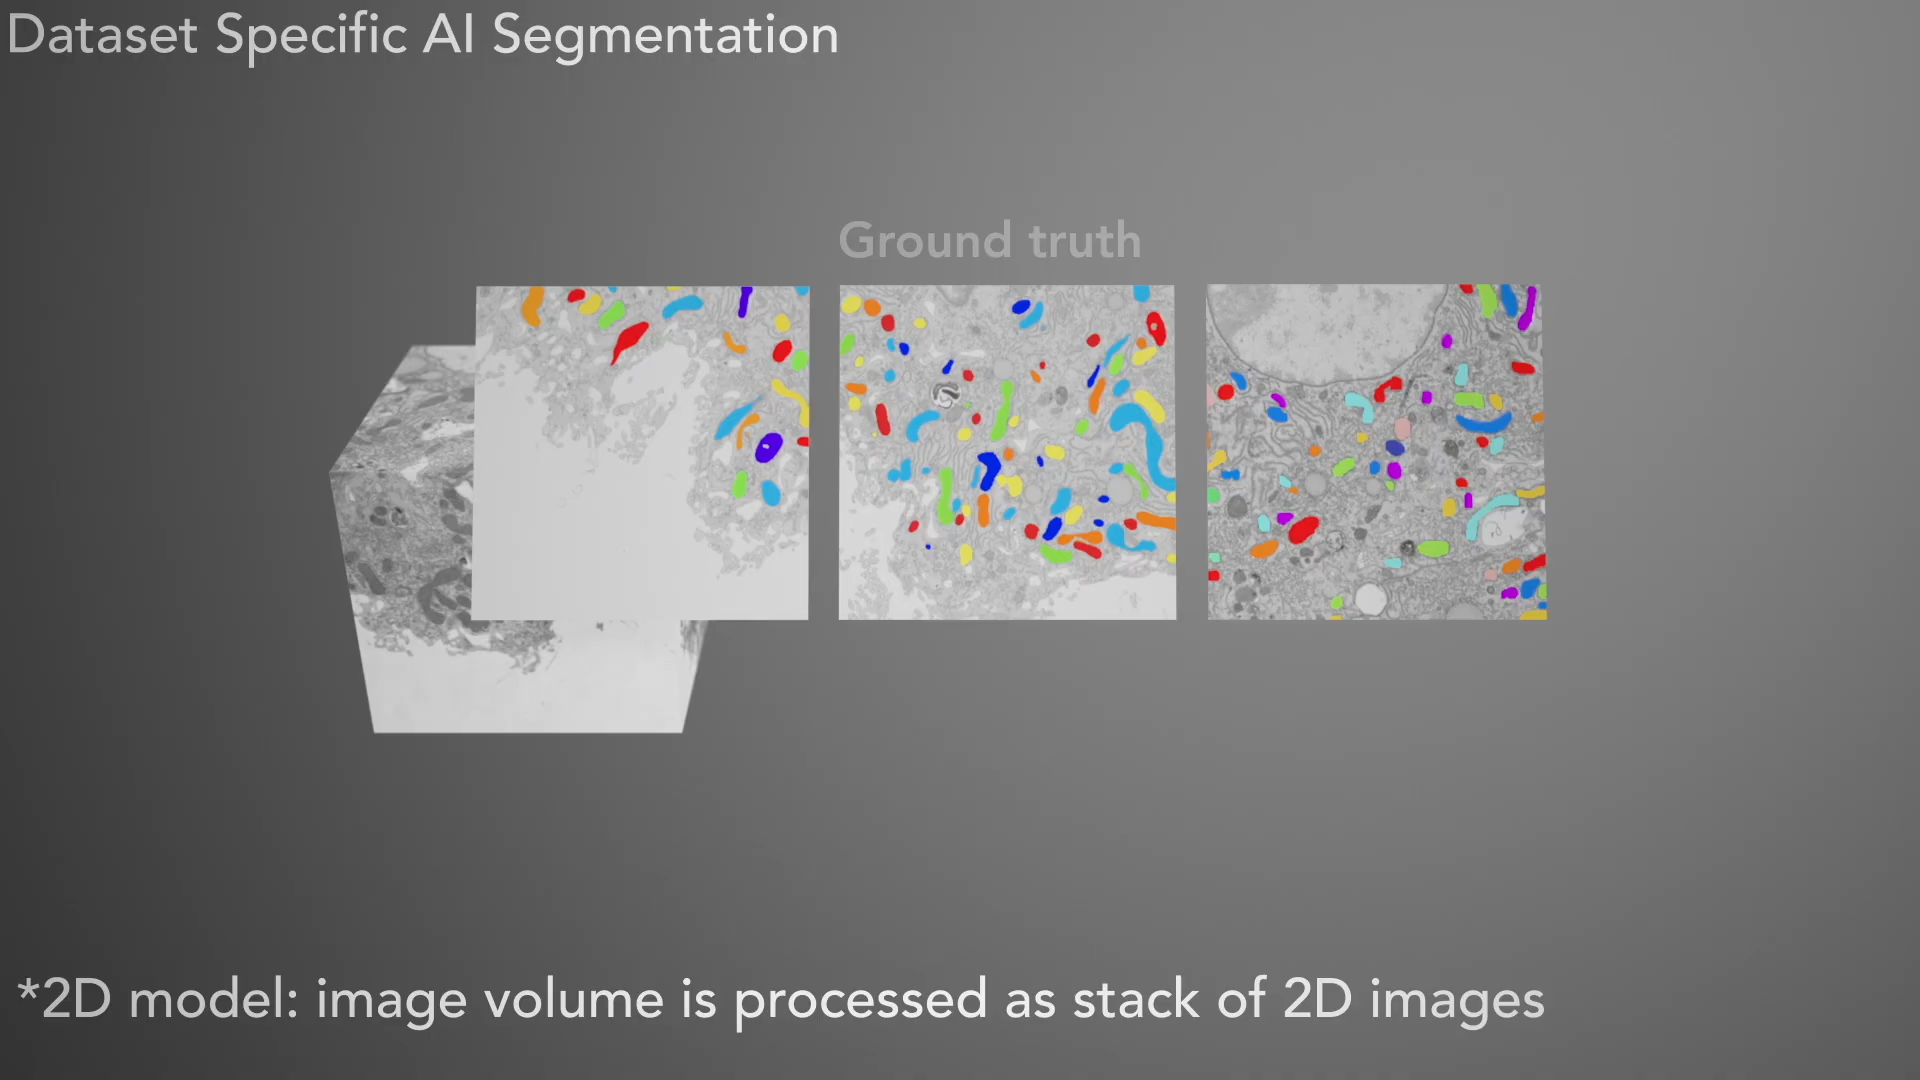 Dataset Specific AI Segmentation
Ground truth
*2D model: image volume is processed as stack of 2D images